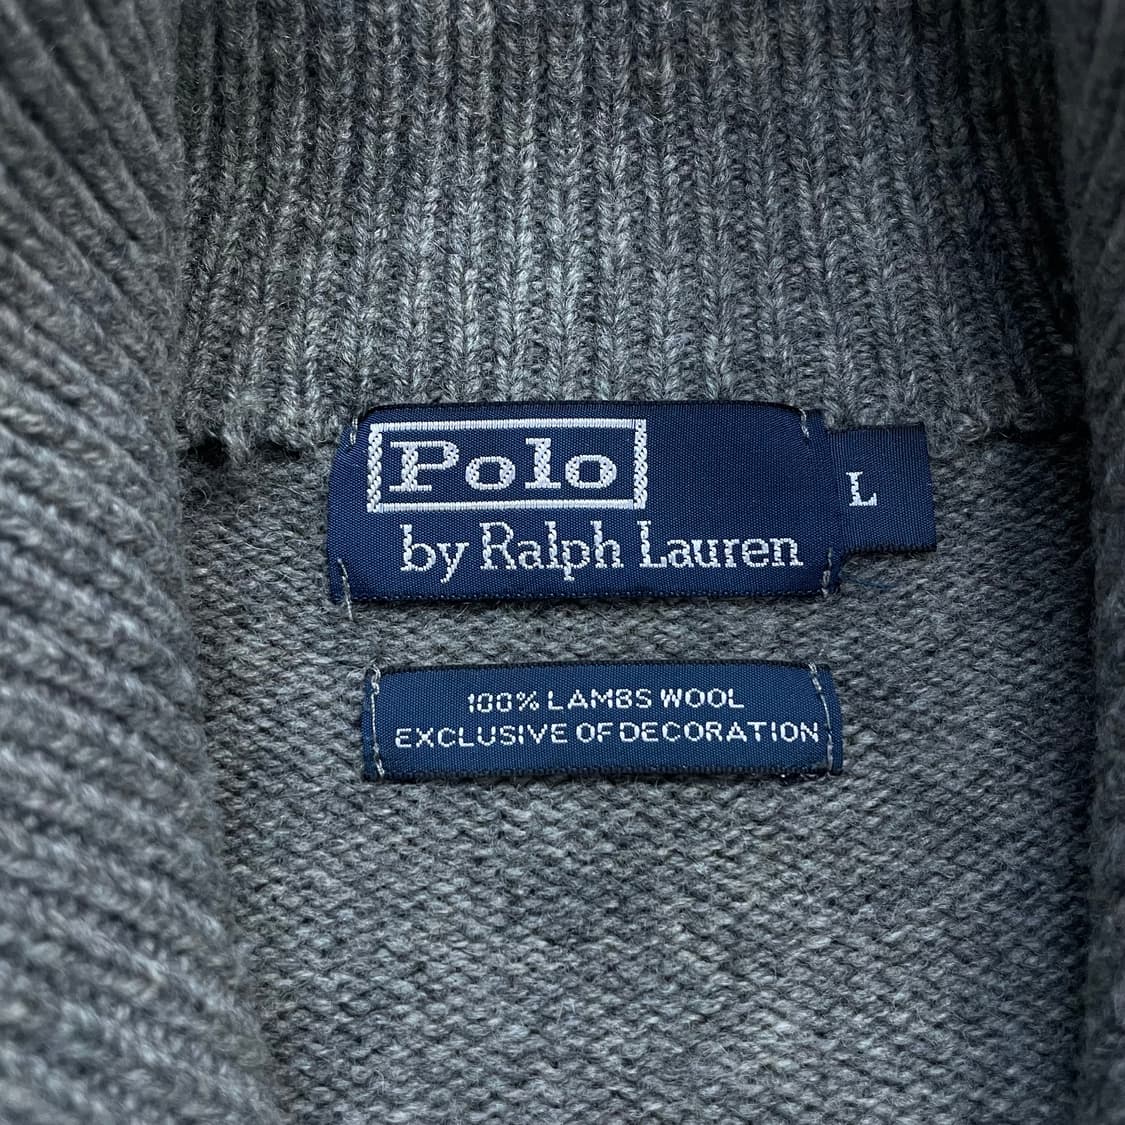 Polo
by Ralph Lauren
L
100% LAMBS WOOL
EXCLUSIVE OF DECORATION